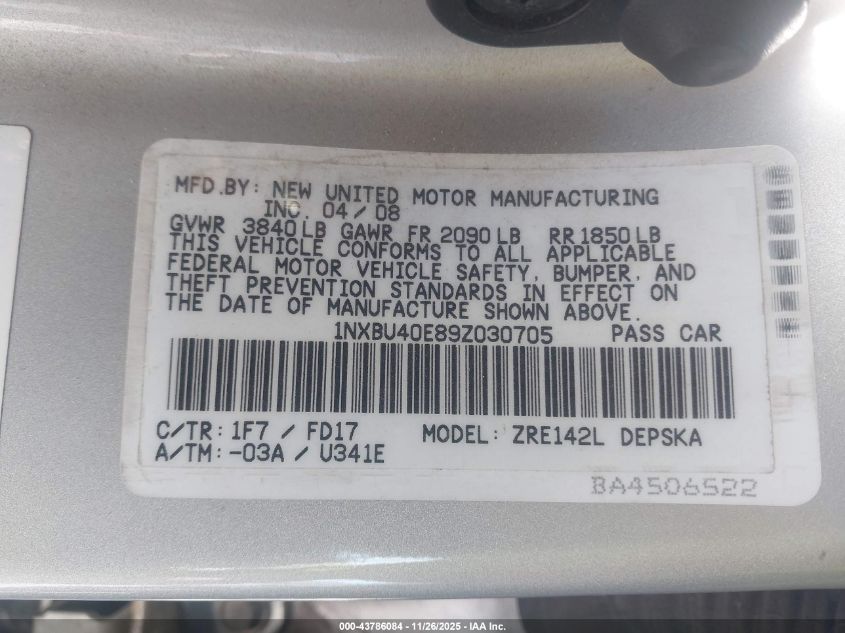 MFD.BY: NEW UNITED MOTOR MANUFACTURING
INC. 04/08
GVWR 3840LB GAWR FR 2090LB RR 1850LB
THIS VEHICLE CONFORMS TO ALL APPLICABLE
FEDERAL MOTOR VEHICLE SAFETY, BUMPER, AND
THEFT PREVENTION STANDARDS IN EFFECT ON
THE DATE OF MANUFACTURE SHOWN ABOVE.
1NXBU40E89Z030705 PASS CAR
C/TR: 1F7 / FD17 MODEL: ZRE142L DEPSKA
A/TM: -03A / U341E
BA4506522
000-43786084 - 11/26/2025 - IAA Inc.